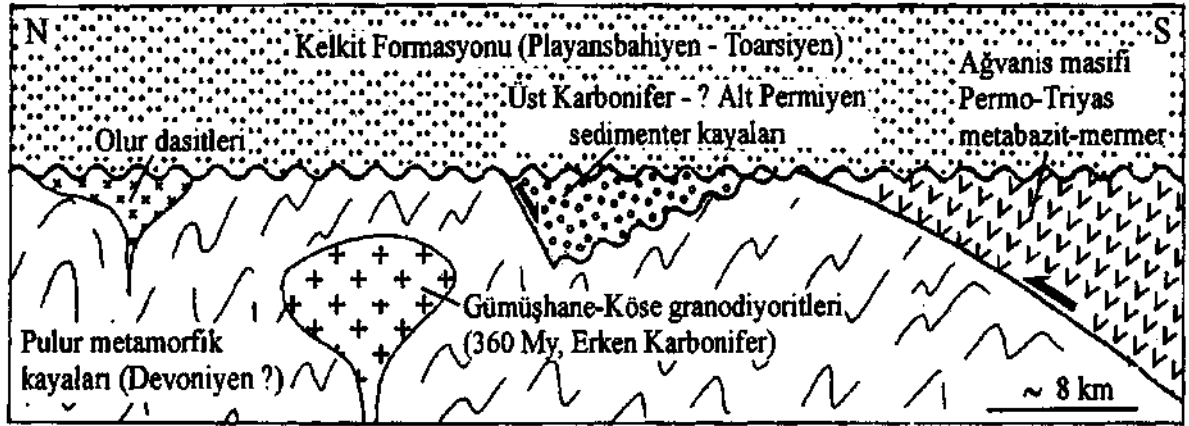 N
S
Kelkit Formasyonu (Playansbahiyen - Toarsiyen)
Üst Karbonifer - ? Alt Permiyen
sedimenter kayaları
Ağvanis masifi
Permo-Triyas
metabazit-mermer
Olur dasitleri
Gümüşhane-Köse granodiyoritleri
(360 My, Erken Karbonifer)
Pulur metamorfik
kayaları (Devoniyen ?)
~ 8 km